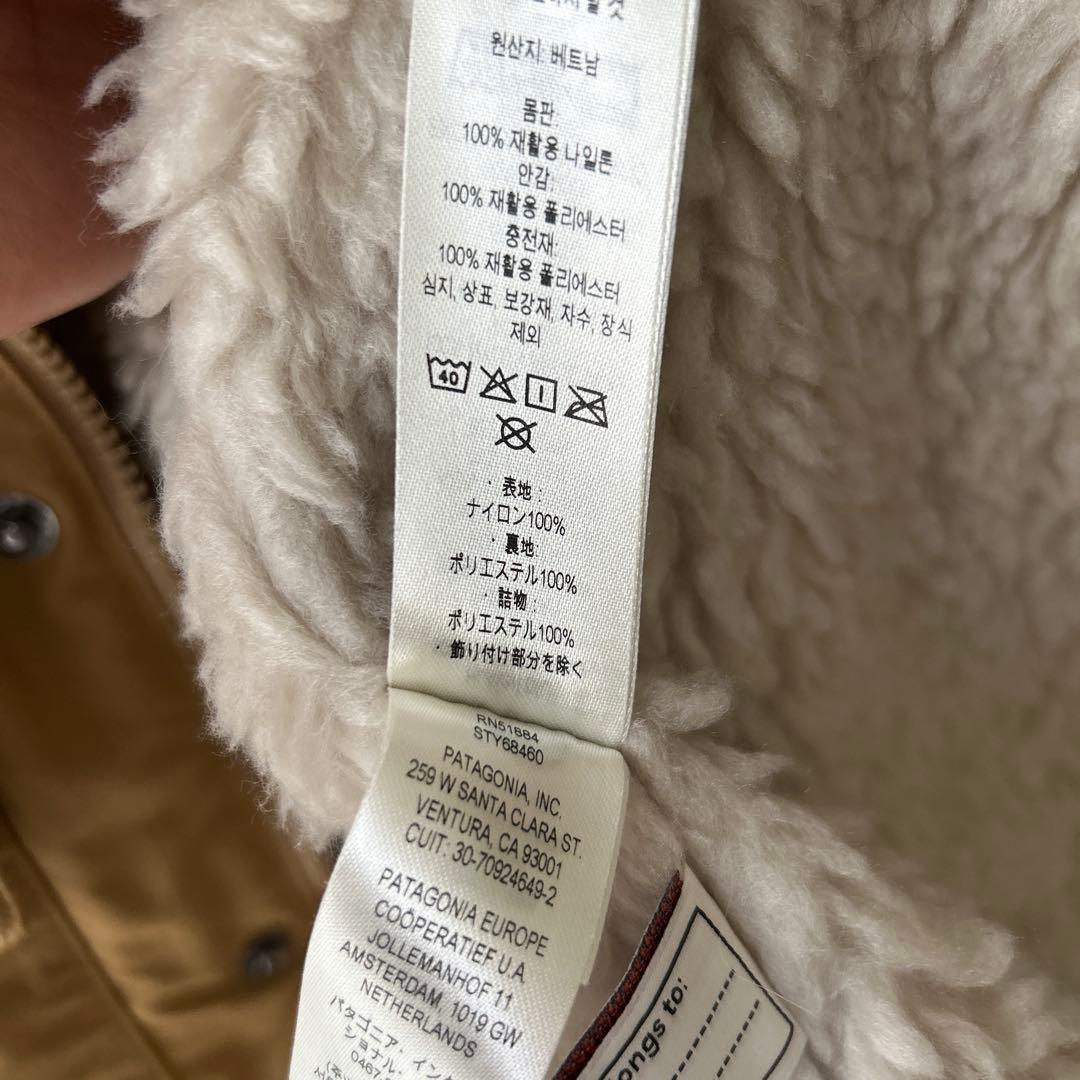 원산지: 베트남
몸판:
100% 재활용 나일론
안감:
100% 재활용 폴리에스터
충전재:
100% 재활용 폴리에스터
심지, 상표, 보강재, 자수, 장식
제외
40
・表地:
ナイロン100%
・裏地:
ポリエステル100%
・詰物:
ポリエステル100%
・飾り付け部分を除く
RN51884
STY68460
PATAGONIA, INC.
259 W SANTA CLARA ST.
VENTURA, CA 93001
CUIT: 30-70924649-2
PATAGONIA EUROPE
COÖPERATIEF U.A.
JOLLEMANHOF 11
AMSTERDAM, 1019 GW
NETHERLANDS
パタゴニア・イン
ショナル・
0467-
to: